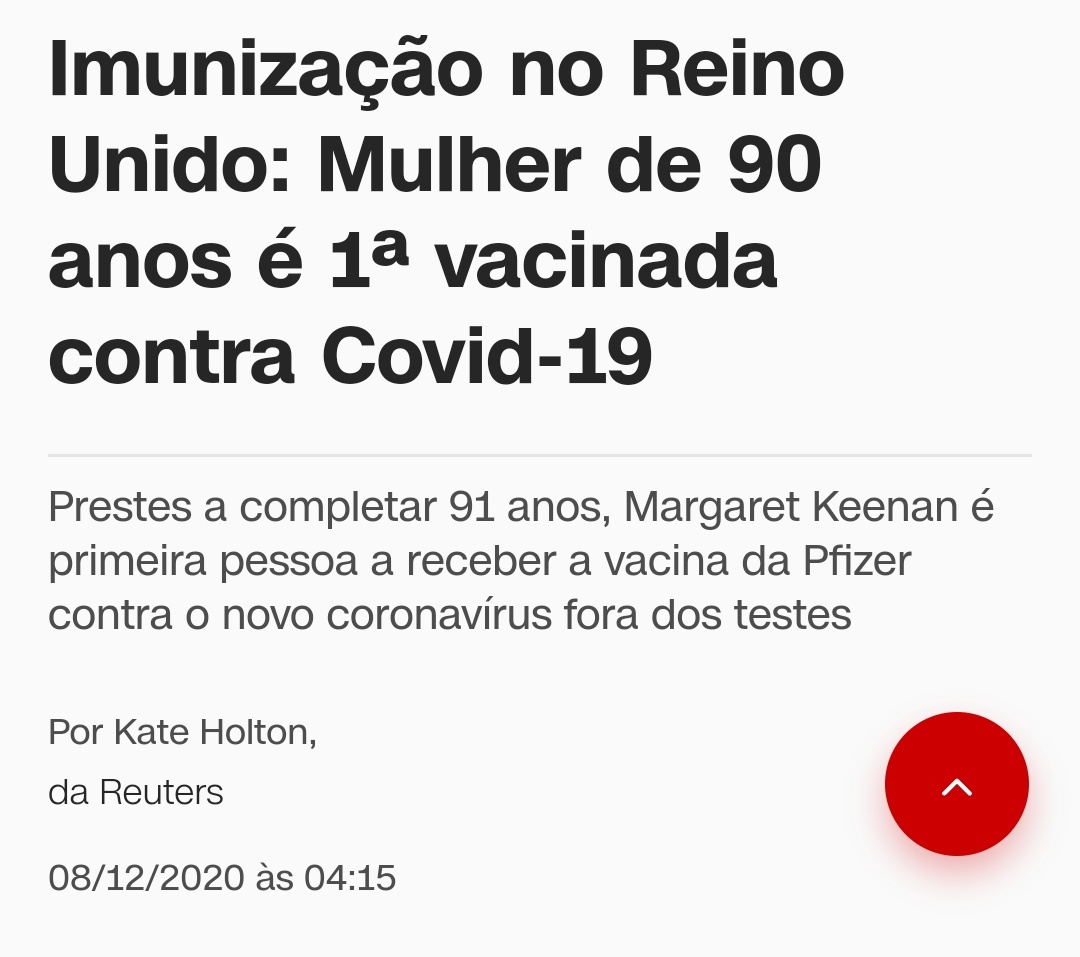 Imunização no Reino
Unido: Mulher de 90
anos é 1ª vacinada
contra Covid-19
Prestes a completar 91 anos, Margaret Keenan é
primeira pessoa a receber a vacina da Pfizer
contra o novo coronavírus fora dos testes
Por Kate Holton,
da Reuters
08/12/2020 às 04:15